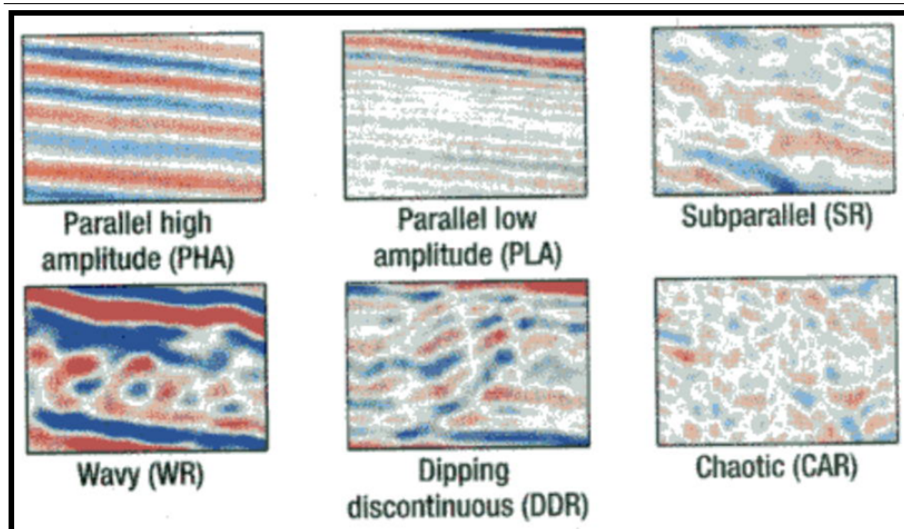 Parallel high
amplitude (PHA)
Parallel low
amplitude (PLA)
Subparallel (SR)
Wavy (WR)
Dipping
discontinuous (DDR)
Chaotic (CAR)